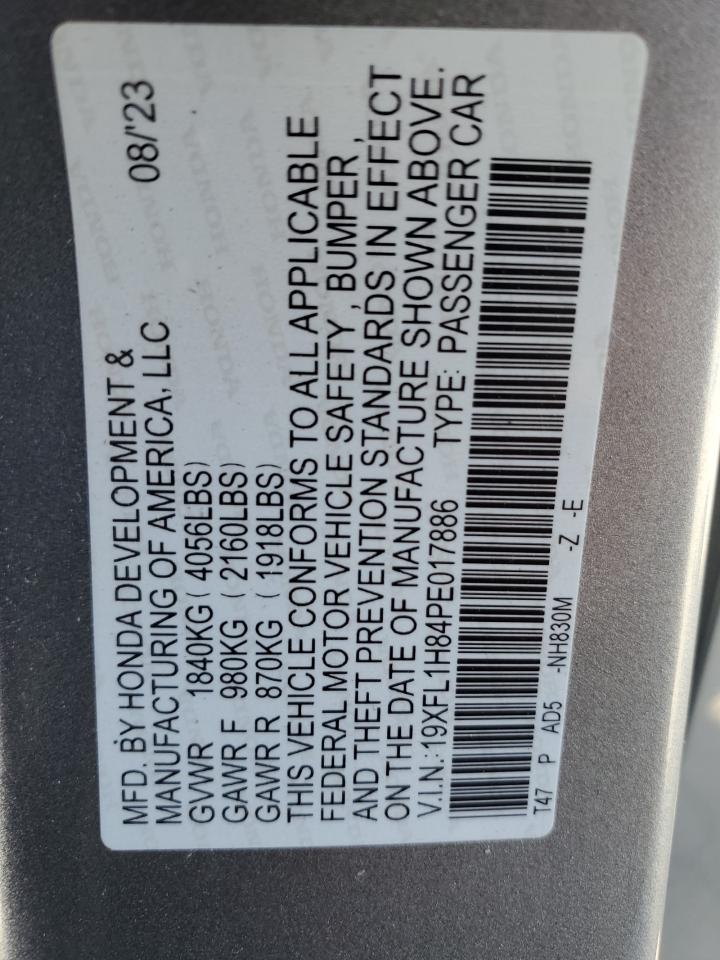 MFD. BY HONDA DEVELOPMENT & 08/'23
MANUFACTURING OF AMERICA, LLC
GVWR 1840KG ( 4056LBS)
GAWR F 980KG ( 2160LBS)
GAWR R 870KG ( 1918LBS)
THIS VEHICLE CONFORMS TO ALL APPLICABLE
FEDERAL MOTOR VEHICLE SAFETY , BUMPER ,
AND THEFT PREVENTION STANDARDS IN EFFECT
ON THE DATE OF MANUFACTURE SHOWN ABOVE.
V.I.N.:19XFL1H84PE017886 TYPE: PASSENGER CAR
T47 P AD5 -NH830M -Z -E